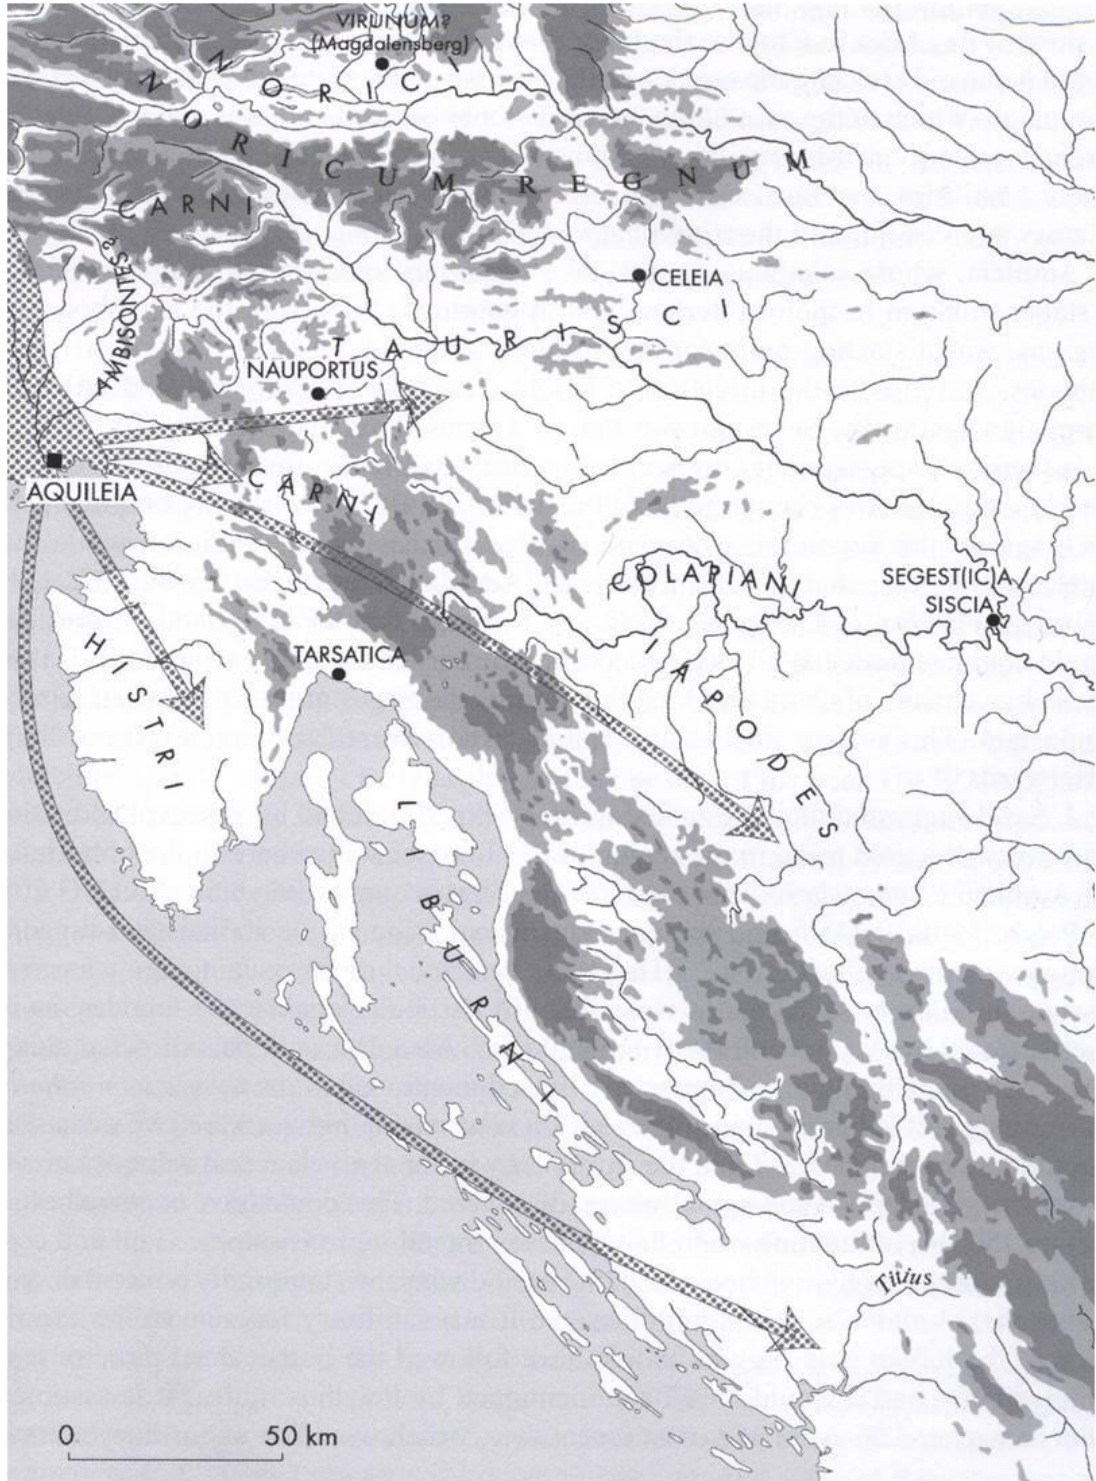 VIRUNUM?
(Magdalensberg)
NORICI
NORICUM REGNUM
CARNI
AMBISONTES?
CELEIA
TAURISCI
NAUPORTUS
CARNI
AQUILEIA
COLAPIANI
SEGEST(IC)A/
SISCIA
IAPODES
TARSATICA
HISTRI
LIBURNI
Titius
0 50 km